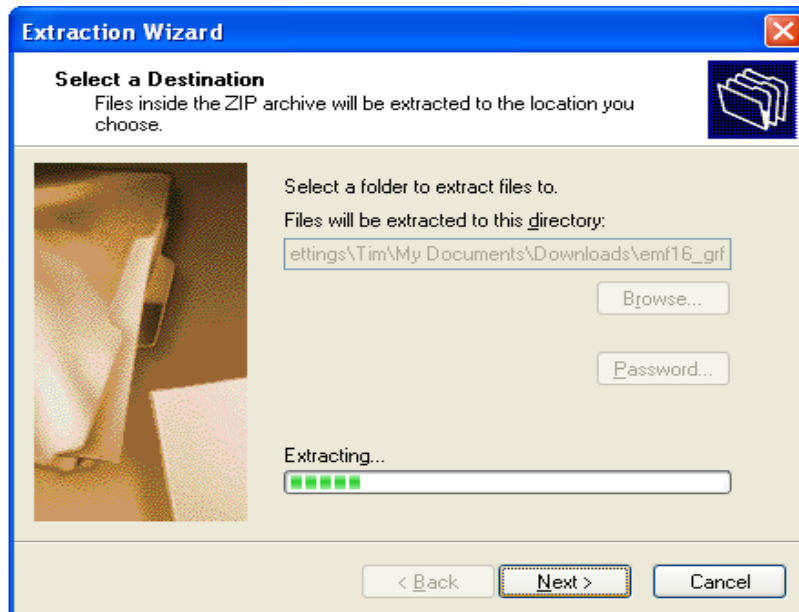 Extraction Wizard
Select a Destination
Files inside the ZIP archive will be extracted to the location you
choose.
Select a folder to extract files to.
Files will be extracted to this directory:
ettings\Tim\My Documents\Downloads\emf16_grf
Browse...
Password...
Extracting...
< Back
Next >
Cancel